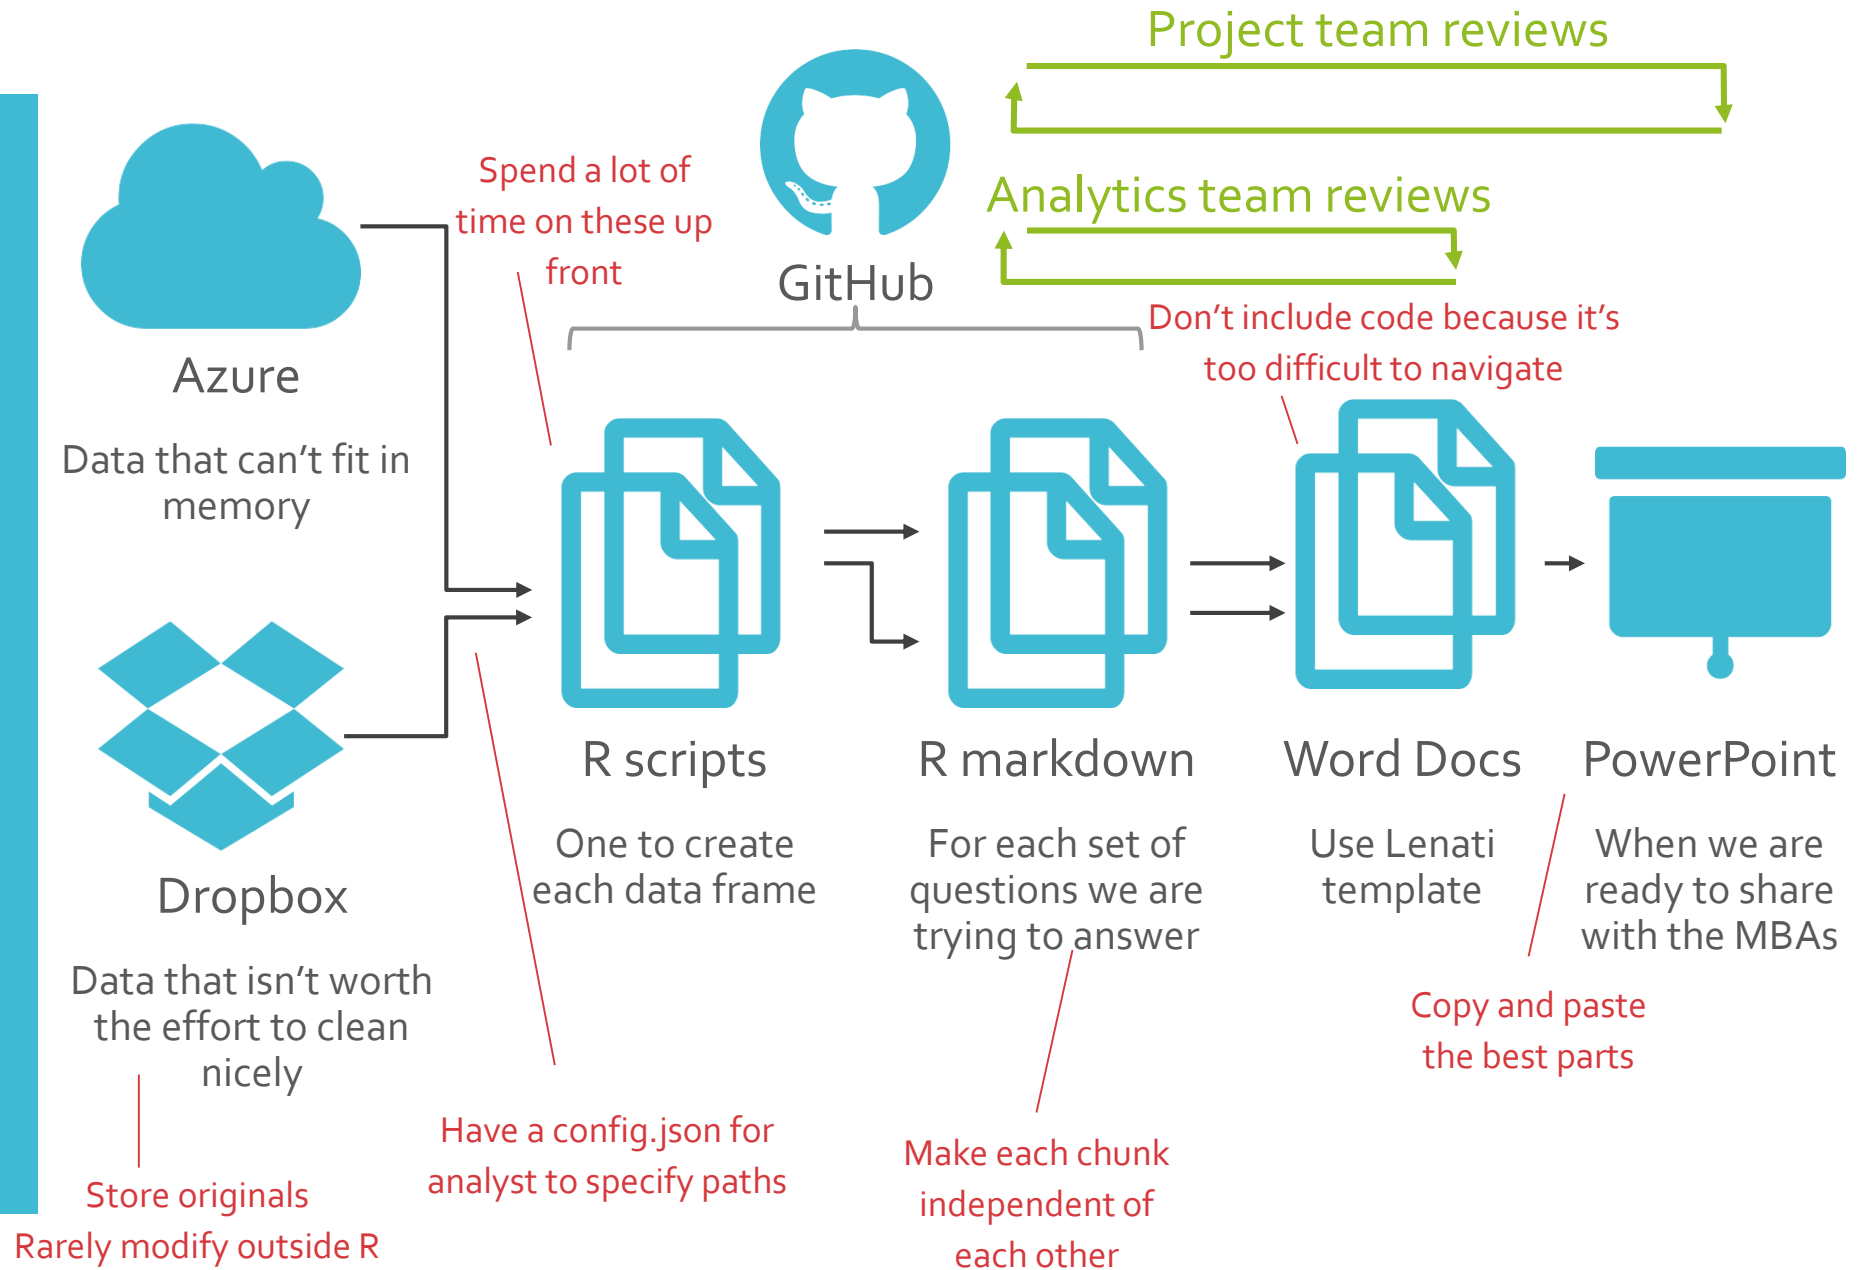 Project team reviews
Analytics team reviews
Spend a lot of
time on these up
front
GitHub
Don't include code because it's
too difficult to navigate
Azure
Data that can't fit in
memory
Dropbox
Data that isn't worth
the effort to clean
nicely
Store originals
Rarely modify outside R
Have a config.json for
analyst to specify paths
R scripts
One to create
each data frame
R markdown
For each set of
questions we are
trying to answer
Make each chunk
independent of
each other
Word Docs
Use Lenati
template
PowerPoint
When we are
ready to share
with the MBAs
Copy and paste
the best parts